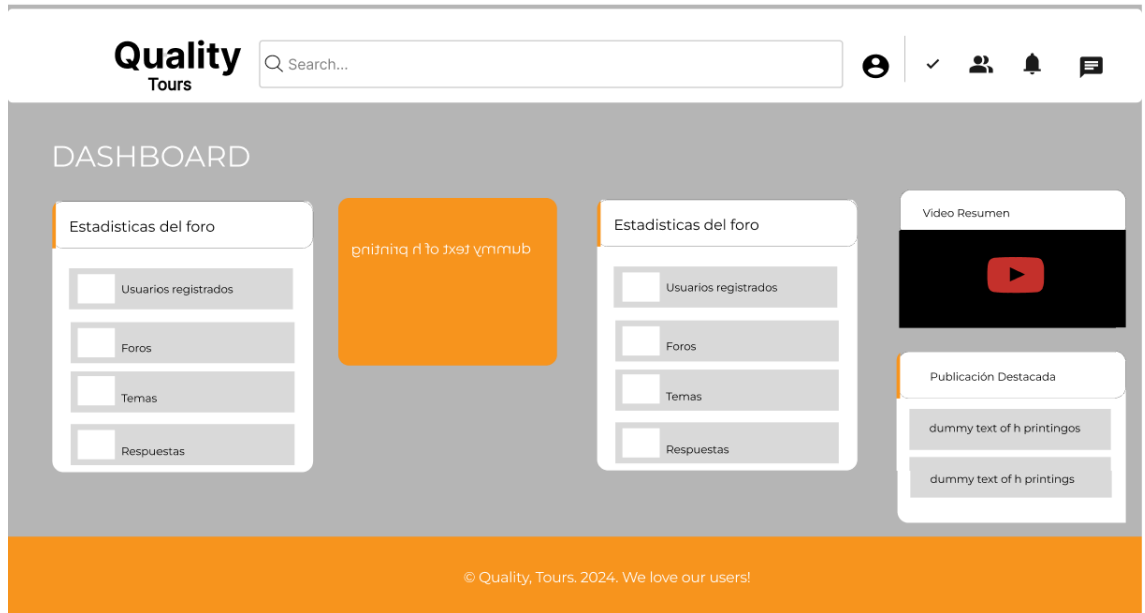 Quality
Tours
Search...
DASHBOARD
Estadisticas del foro
Usuarios registrados
Foros
Temas
Respuestas
dummy text of h printing
Estadisticas del foro
Usuarios registrados
Foros
Temas
Respuestas
Video Resumen
Publicación Destacada
dummy text of h printingos
dummy text of h printings
© Quality, Tours. 2024. We love our users!